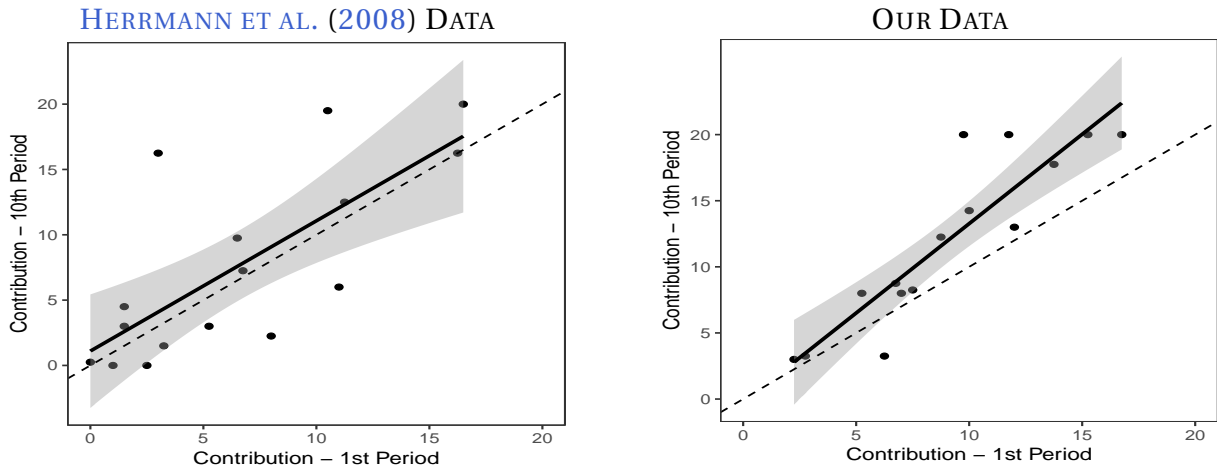 HERRMANN ET AL. (2008) DATA
20
15
10
5
0
Contribution – 10th Period
0 5 10 15 20
Contribution – 1st Period
OUR DATA
20
15
10
5
0
Contribution – 10th Period
0 5 10 15 20
Contribution – 1st Period